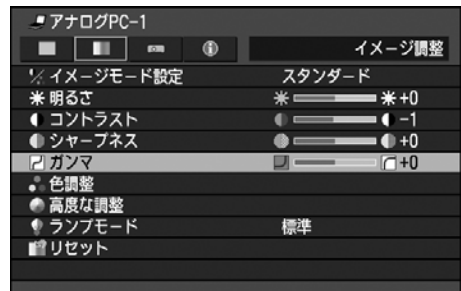 アナログPC-1
イメージ調整
イメージモード設定 スタンダード
明るさ +0
コントラスト -1
シャープネス +0
ガンマ +0
色調整
高度な調整
ランプモード 標準
リセット